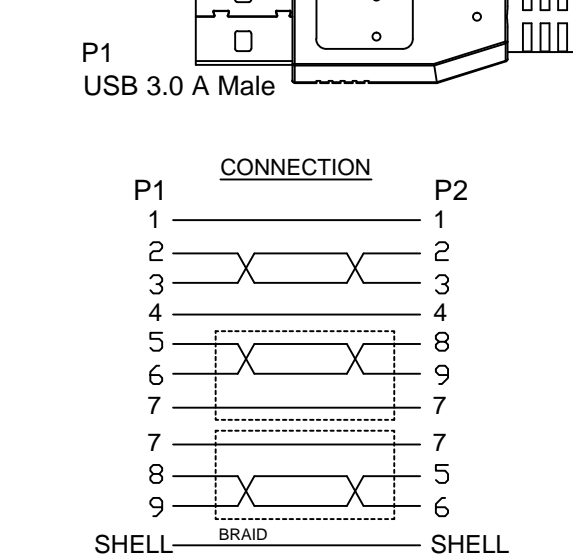 P1
USB 3.0 A Male
CONNECTION
P1 P2
1 1
2 2
3 3
4 4
5 8
6 9
7 7
7 7
8 5
9 6
SHELL BRAID SHELL